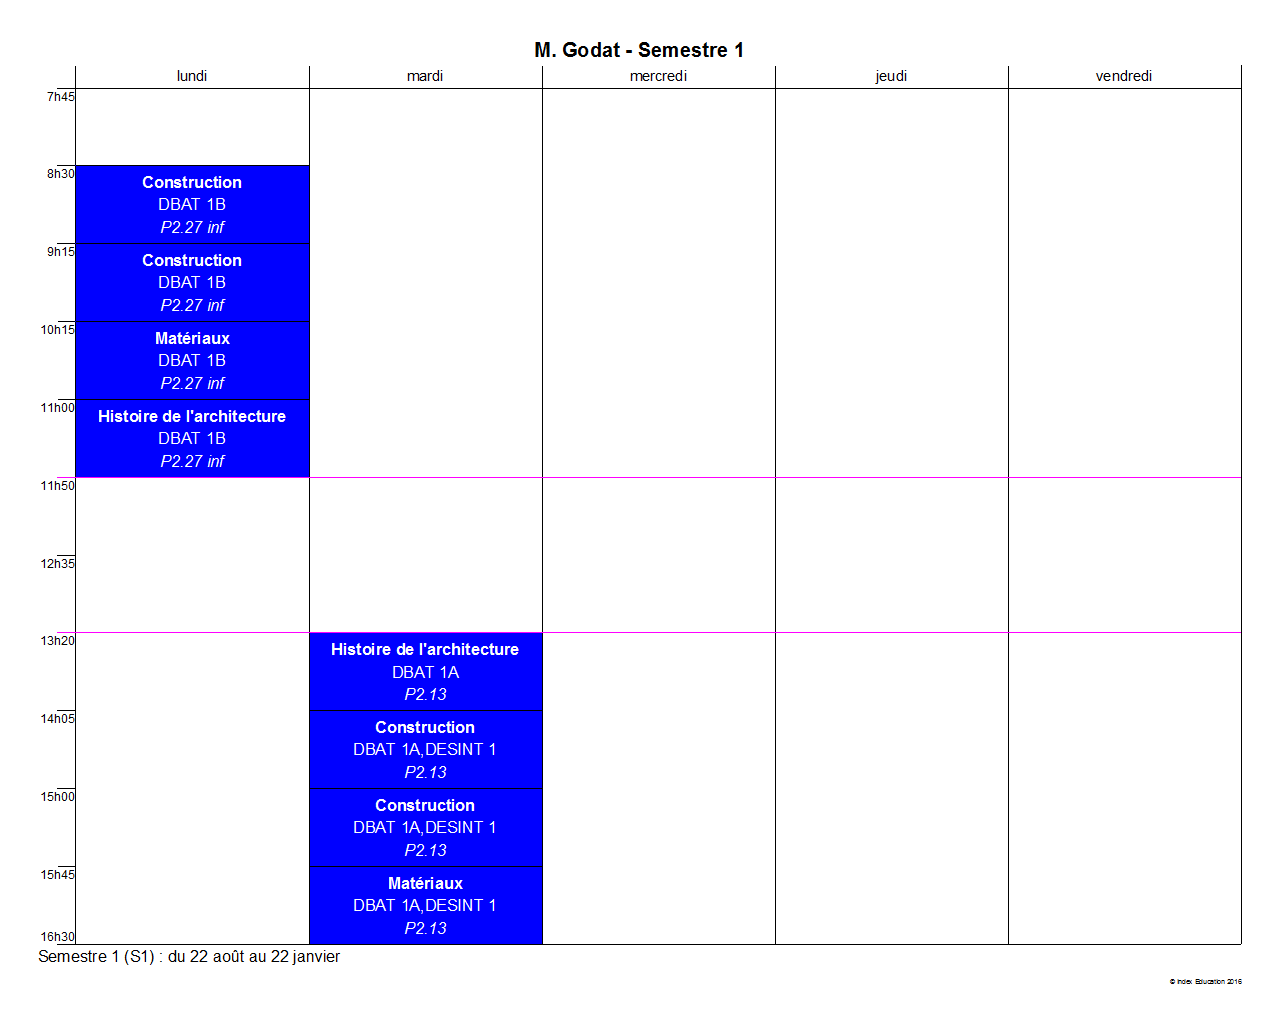 M. Godat - Semestre 1
lundi mardi mercredi jeudi vendredi
7h45
8h30
Construction
DBAT 1B
P2.27 inf
9h15
Construction
DBAT 1B
P2.27 inf
10h15
Matériaux
DBAT 1B
P2.27 inf
11h00
Histoire de l'architecture
DBAT 1B
P2.27 inf
11h50
12h35
13h20
Histoire de l'architecture
DBAT 1A
P2.13
14h05
Construction
DBAT 1A,DESINT 1
P2.13
15h00
Construction
DBAT 1A,DESINT 1
P2.13
15h45
Matériaux
DBAT 1A,DESINT 1
P2.13
16h30
Semestre 1 (S1) : du 22 août au 22 janvier
© Index Education 2016